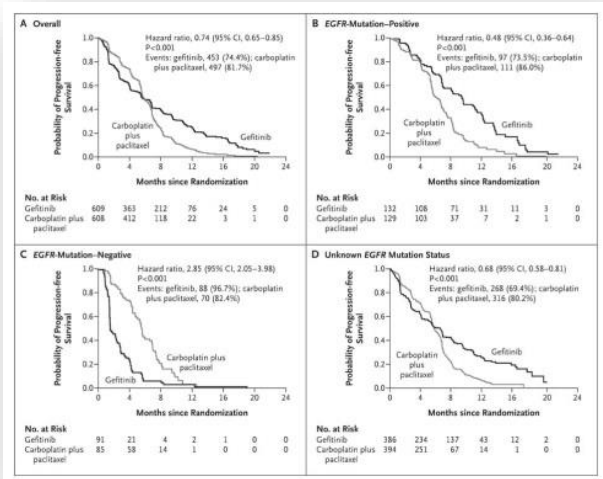 A Overall
Hazard ratio, 0.74 (95% CI, 0.65–0.85)
P<0.001
Events: gefitinib, 453 (74.4%); carboplatin
plus paclitaxel, 497 (81.7%)
Probability of Progression-free
Survival
1.0
0.8
0.6
0.4
0.2
0.0
Carboplatin
plus
paclitaxel
Gefitinib
0 4 8 12 16 20 24
Months since Randomization
No. at Risk
Gefitinib 609 363 212 76 24 5 0
Carboplatin plus 608 412 118 22 3 1 0
paclitaxel
B EGFR-Mutation–Positive
Hazard ratio, 0.48 (95% CI, 0.36–0.64)
P<0.001
Events: gefitinib, 97 (73.5%); carboplatin
plus paclitaxel, 111 (86.0%)
Probability of Progression-free
Survival
1.0
0.8
0.6
0.4
0.2
0.0
Carboplatin
plus
paclitaxel
Gefitinib
0 4 8 12 16 20 24
Months since Randomization
No. at Risk
Gefitinib 132 108 71 31 11 3 0
Carboplatin plus 129 103 37 7 2 1 0
paclitaxel
C EGFR-Mutation–Negative
Hazard ratio, 2.85 (95% CI, 2.05–3.98)
P<0.001
Events: gefitinib, 88 (96.7%); carboplatin
plus paclitaxel, 70 (82.4%)
Probability of Progression-free
Survival
1.0
0.8
0.6
0.4
0.2
0.0
Carboplatin plus
paclitaxel
Gefitinib
0 4 8 12 16 20 24
Months since Randomization
No. at Risk
Gefitinib 91 21 4 2 1 0 0
Carboplatin plus 85 58 14 1 0 0 0
paclitaxel
D Unknown EGFR Mutation Status
Hazard ratio, 0.68 (95% CI, 0.58–0.81)
P<0.001
Events: gefitinib, 268 (69.4%); carboplatin
plus paclitaxel, 316 (80.2%)
Probability of Progression-free
Survival
1.0
0.8
0.6
0.4
0.2
0.0
Carboplatin
plus
paclitaxel
Gefitinib
0 4 8 12 16 20 24
Months since Randomization
No. at Risk
Gefitinib 386 234 137 43 12 2 0
Carboplatin plus 394 251 67 14 1 0 0
paclitaxel